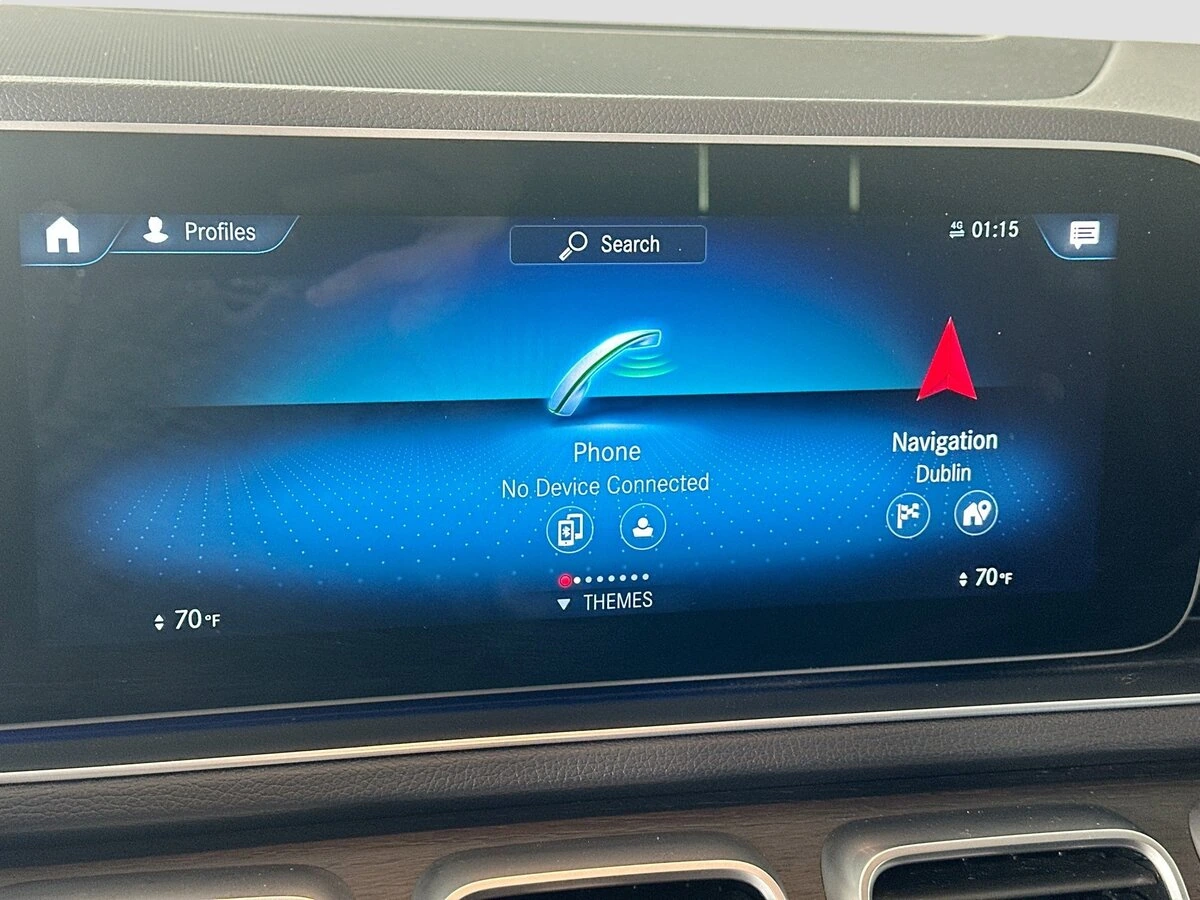 Profiles
Search
4G 01:15
Phone
No Device Connected
Navigation
Dublin
THEMES
70°F
70°F